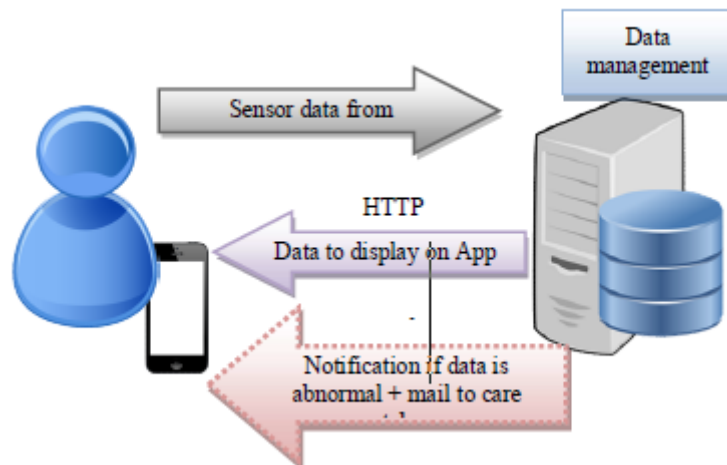 Data
management
Sensor data from
HTTP
Data to display on App
Notification if data is
abnormal + mail to care